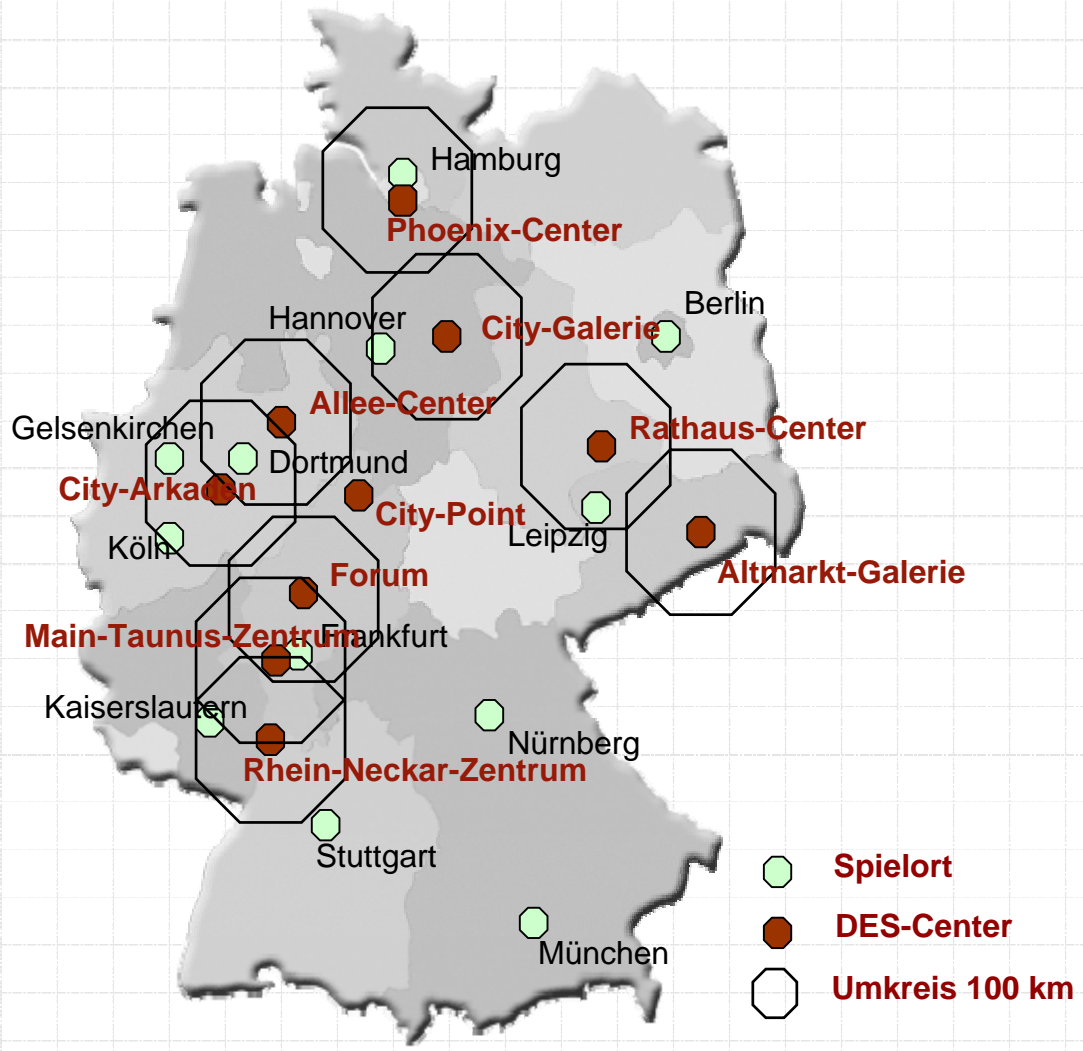 Hamburg
Phoenix-Center
Berlin
Hannover
City-Galerie
Allee-Center
Gelsenkirchen
Rathaus-Center
Dortmund
City-Arkaden
City-Point
Leipzig
Köln
Altmarkt-Galerie
Forum
Main-Taunus-Zentrum
Frankfurt
Kaiserslautern
Nürnberg
Rhein-Neckar-Zentrum
Stuttgart
Spielort
DES-Center
München
Umkreis 100 km